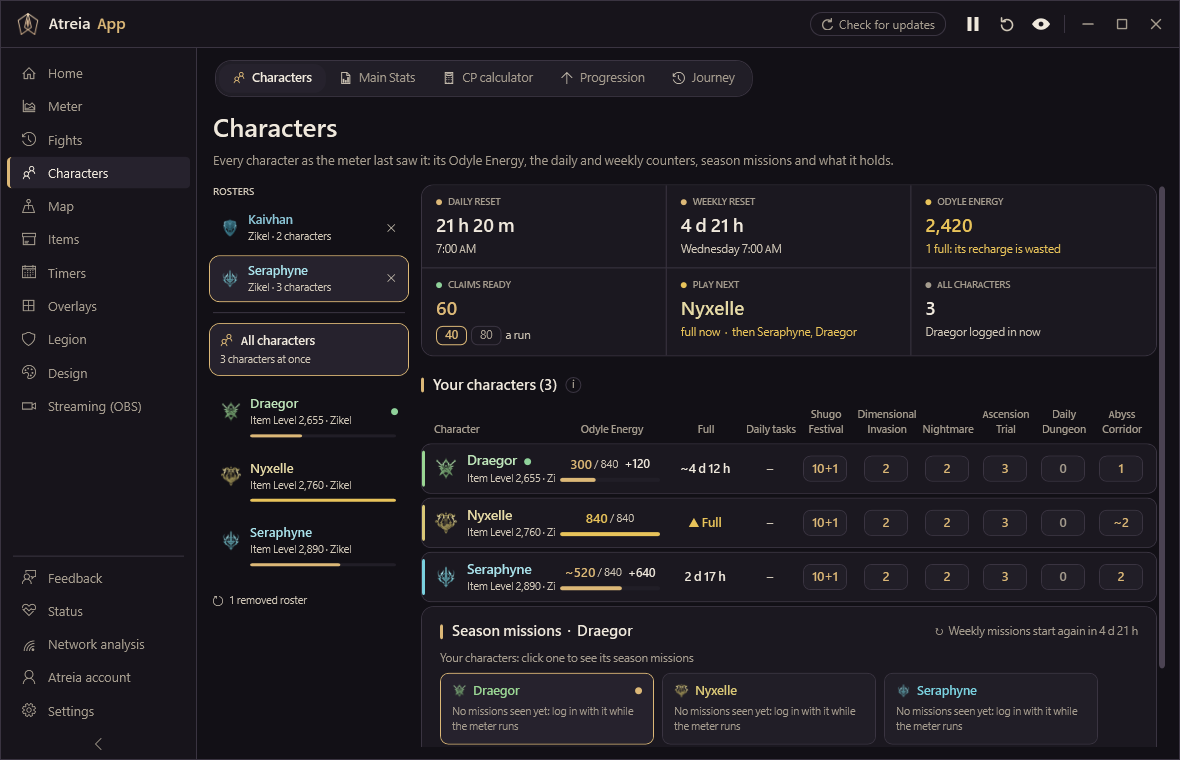 Atreia App
Check for updates
Home
Meter
Fights
Characters
Map
Items
Timers
Overlays
Legion
Design
Streaming (OBS)
Feedback
Status
Network analysis
Atreia account
Settings
Characters
Main Stats
CP calculator
Progression
Journey
Characters
Every character as the meter last saw it: its Odyle Energy, the daily and weekly counters, season missions and what it holds.
ROSTERS
Kaivhan
Zikel · 2 characters
Seraphyne
Zikel · 3 characters
All characters
3 characters at once
Draegor
Item Level 2,655 · Zikel
Nyxelle
Item Level 2,760 · Zikel
Seraphyne
Item Level 2,890 · Zikel
1 removed roster
DAILY RESET
21 h 20 m
7:00 AM
WEEKLY RESET
4 d 21 h
Wednesday 7:00 AM
ODYLE ENERGY
2,420
1 full: its recharge is wasted
CLAIMS READY
60
40 80 a run
PLAY NEXT
Nyxelle
full now · then Seraphyne, Draegor
ALL CHARACTERS
3
Draegor logged in now
Your characters (3) i
Character
Odyle Energy
Full
Daily tasks
Shugo
Festival
Dimensional
Invasion
Nightmare
Ascension
Trial
Daily
Dungeon
Abyss
Corridor
Draegor
Item Level 2,655 · Zi
300 / 840 +120
~4 d 12 h
–
10+1
2
2
3
0
1
Nyxelle
Item Level 2,760 · Zi
840 / 840
▲ Full
–
10+1
2
2
3
0
~2
Seraphyne
Item Level 2,890 · Zi
~520 / 840 +640
2 d 17 h
–
10+1
2
2
3
0
2
Season missions · Draegor
↻ Weekly missions start again in 4 d 21 h
Your characters: click one to see its season missions
Draegor
No missions seen yet: log in with it while
the meter runs
Nyxelle
No missions seen yet: log in with it while
the meter runs
Seraphyne
No missions seen yet: log in with it while
the meter runs